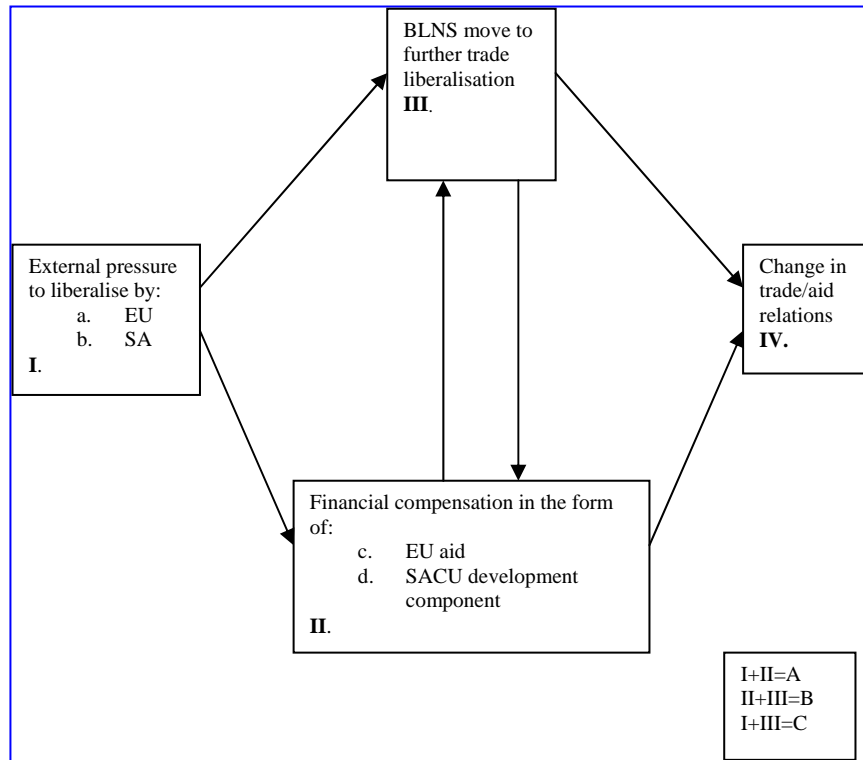 BLNS move to
further trade
liberalisation
III.
External pressure
to liberalise by:
a. EU
b. SA
I.
Change in
trade/aid
relations
IV.
Financial compensation in the form
of:
c. EU aid
d. SACU development
component
II.
I+II=A
II+III=B
I+III=C